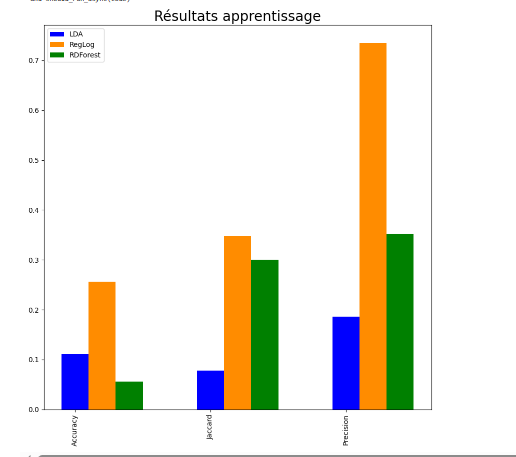 Résultats apprentissage
LDA
RegLog
RDForest
0.7
0.6
0.5
0.4
0.3
0.2
0.1
0.0
Accuracy
Jaccard
Precision